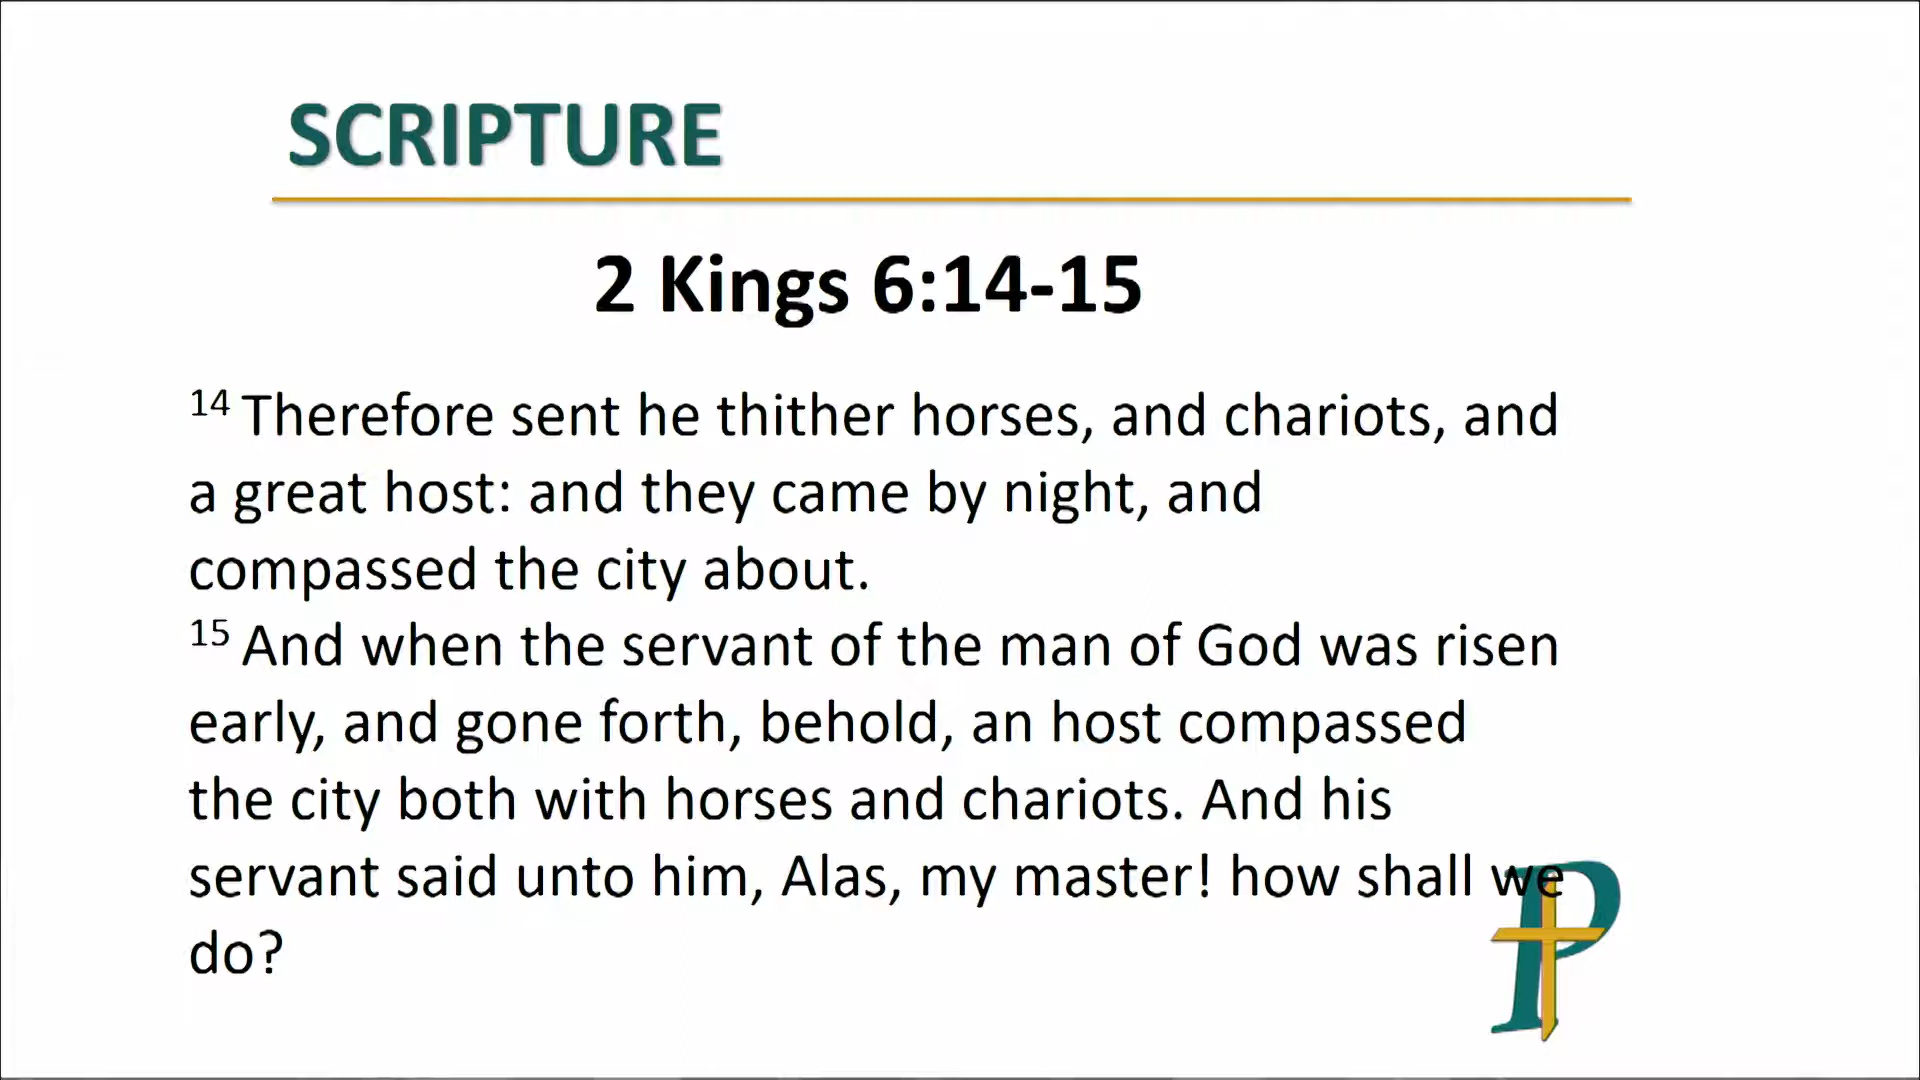 SCRIPTURE
2 Kings 6:14-15
14 Therefore sent he thither horses, and chariots, and
a great host: and they came by night, and
compassed the city about.
15 And when the servant of the man of God was risen
early, and gone forth, behold, an host compassed
the city both with horses and chariots. And his
servant said unto him, Alas, my master! how shall we
do?
P